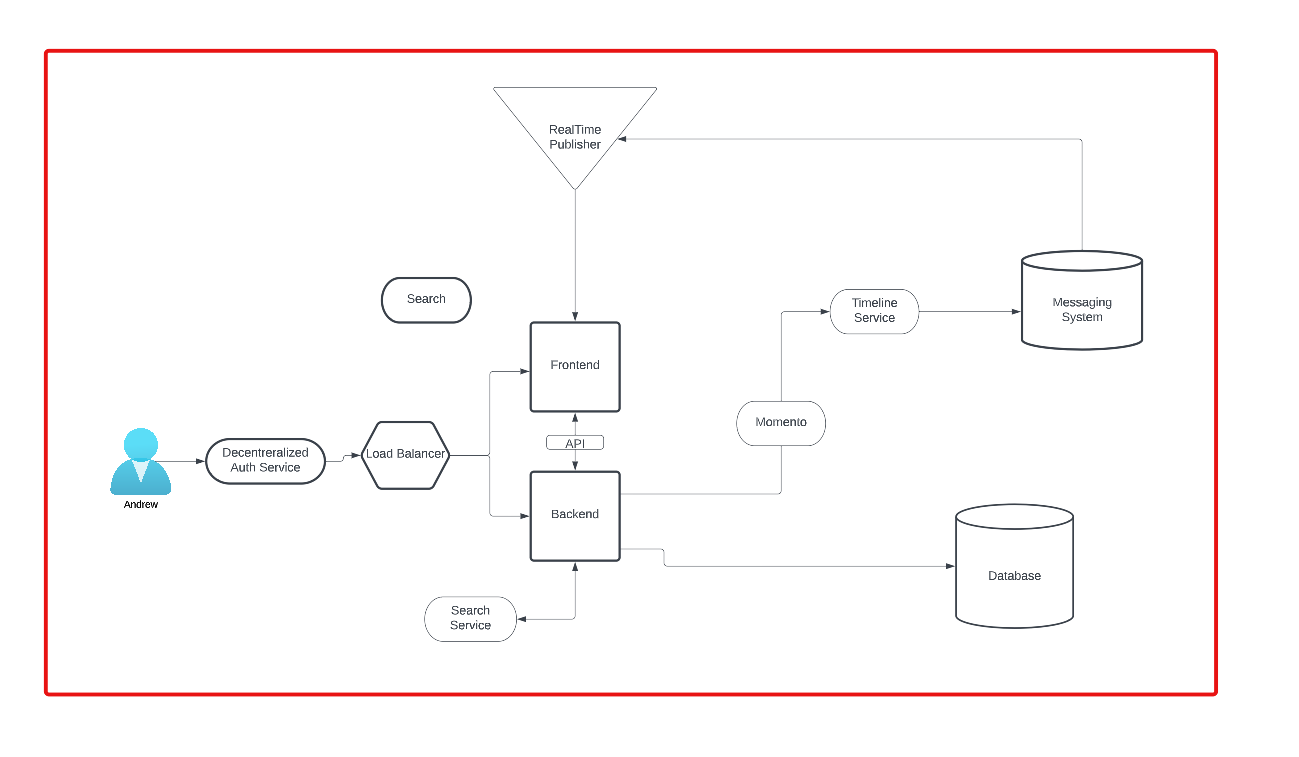 RealTime
Publisher
Search
Timeline
Service
Messaging
System
Frontend
Momento
API
Decentreralized
Auth Service
Load Balancer
Andrew
Backend
Database
Search
Service